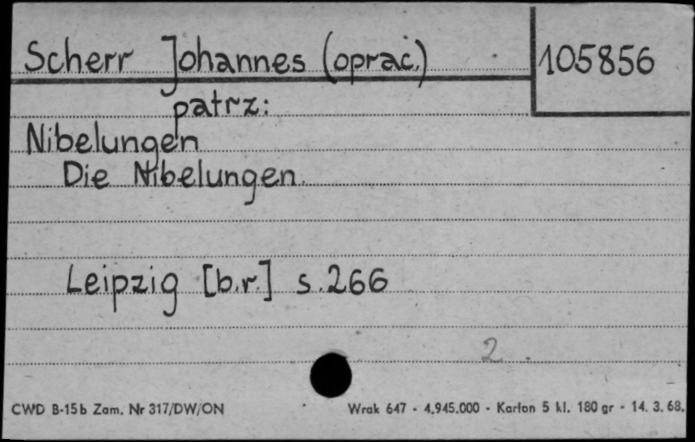 Scherr Johannes (oprac.) 105856
patrz:
Nibelungen
Die Nibelungen.
Leipzig [b.r.] s.266
2
CWD B-15b Zam. Nr 317/DW/ON Wrak 647 - 4.945.000 - Karton 5 kl. 180 gr - 14. 3. 68.